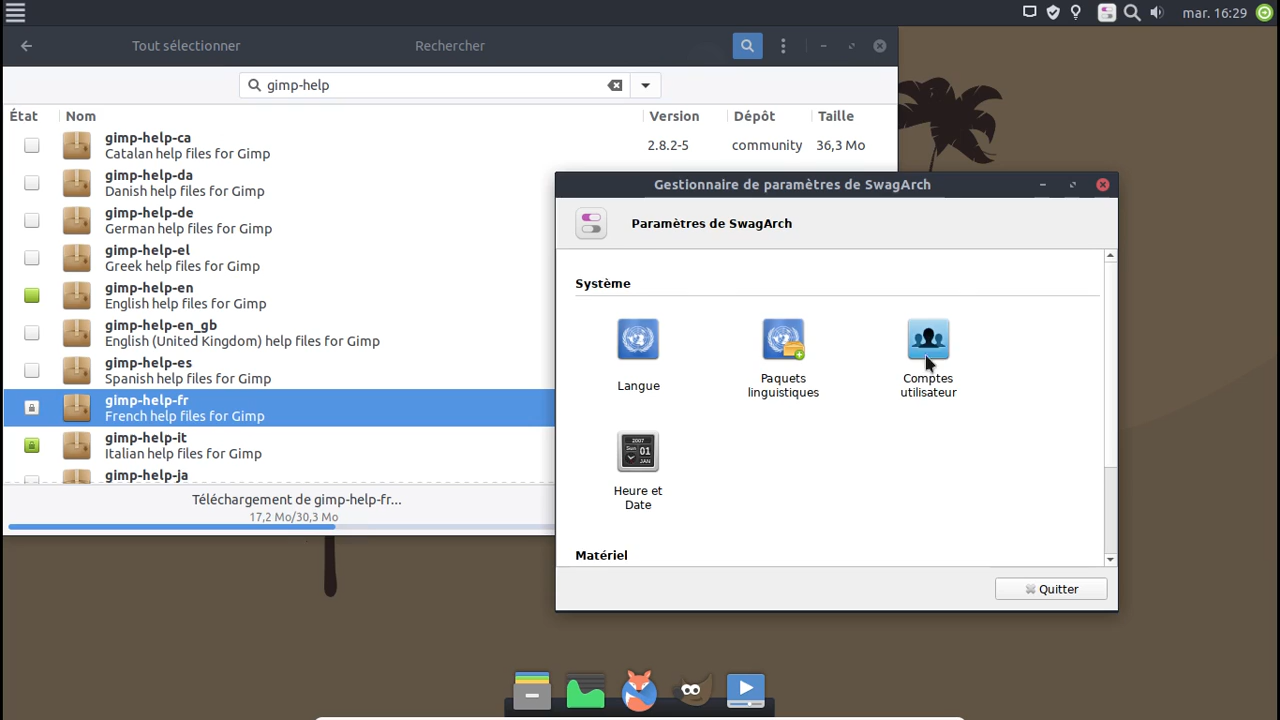 mar. 16:29
Tout sélectionner
Rechercher
gimp-help
État Nom Version Dépôt Taille
gimp-help-ca
Catalan help files for Gimp
2.8.2-5 community 36,3 Mo
gimp-help-da
Danish help files for Gimp
gimp-help-de
German help files for Gimp
gimp-help-el
Greek help files for Gimp
gimp-help-en
English help files for Gimp
gimp-help-en_gb
English (United Kingdom) help files for Gimp
gimp-help-es
Spanish help files for Gimp
gimp-help-fr
French help files for Gimp
gimp-help-it
Italian help files for Gimp
gimp-help-ja
Téléchargement de gimp-help-fr...
17,2 Mo/30,3 Mo
Gestionnaire de paramètres de SwagArch
Paramètres de SwagArch
Système
Langue
Paquets
linguistiques
Comptes
utilisateur
2007
Sun 01
JAN
Heure et
Date
Matériel
Quitter